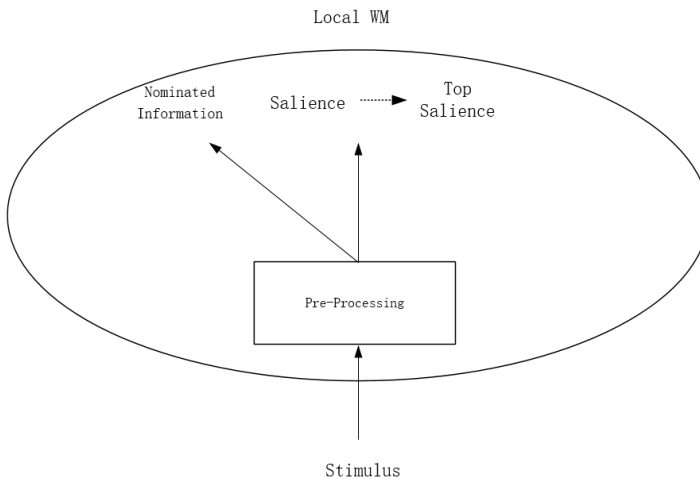 Local WM
Nominated
Information
Salience
Top
Salience
Pre-Processing
Stimulus